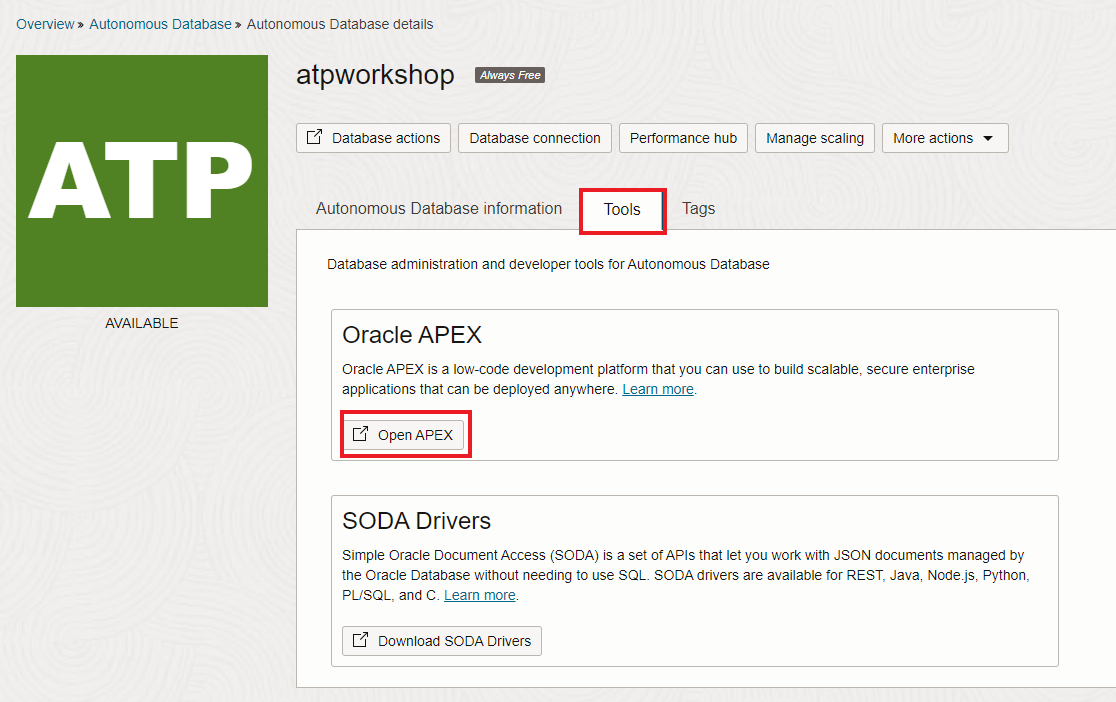 Overview » Autonomous Database » Autonomous Database details
ATP
AVAILABLE
atpworkshop Always Free
Database actions Database connection Performance hub Manage scaling More actions
Autonomous Database information Tools Tags
Database administration and developer tools for Autonomous Database
Oracle APEX
Oracle APEX is a low-code development platform that you can use to build scalable, secure enterprise
applications that can be deployed anywhere. Learn more.
Open APEX
SODA Drivers
Simple Oracle Document Access (SODA) is a set of APIs that let you work with JSON documents managed by
the Oracle Database without needing to use SQL. SODA drivers are available for REST, Java, Node.js, Python,
PL/SQL, and C. Learn more.
Download SODA Drivers